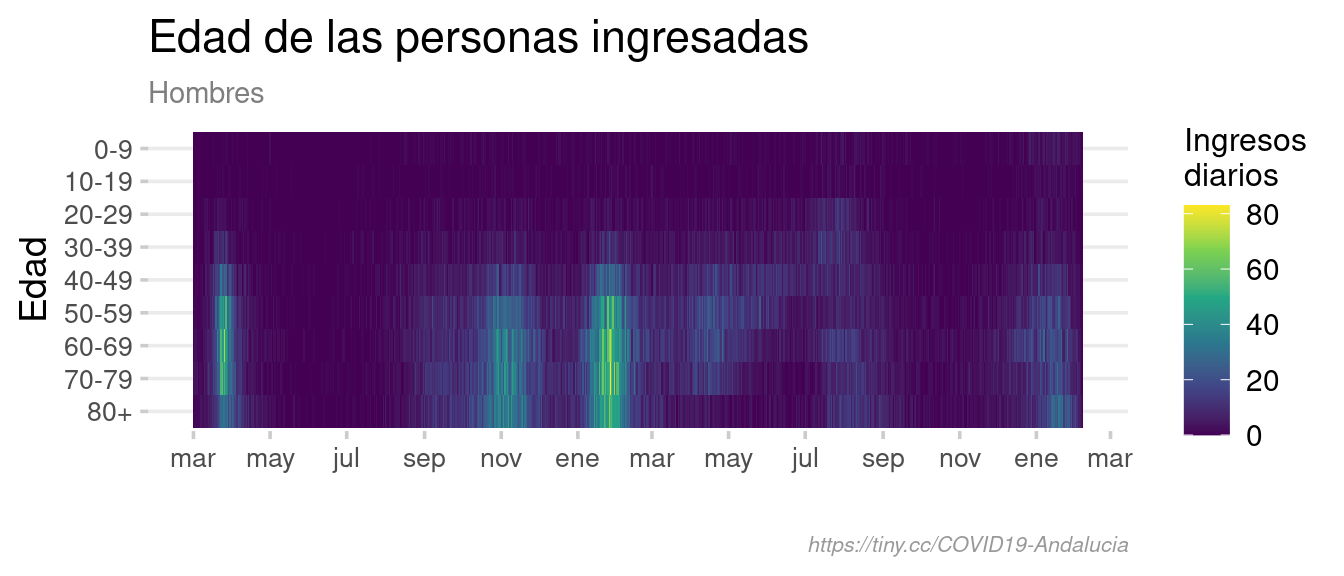 Edad de las personas ingresadas
Hombres
Edad
0-9
10-19
20-29
30-39
40-49
50-59
60-69
70-79
80+
mar may jul sep nov ene mar may jul sep nov ene mar
Ingresos
diarios
80
60
40
20
0
https://tiny.cc/COVID19-Andalucia